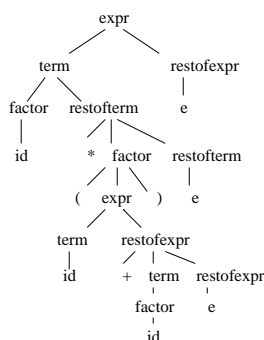 expr
term restofexpr
factor restofterm e
id * factor restofterm
( expr ) e
term restofexpr
id + term restofexpr
factor e
id